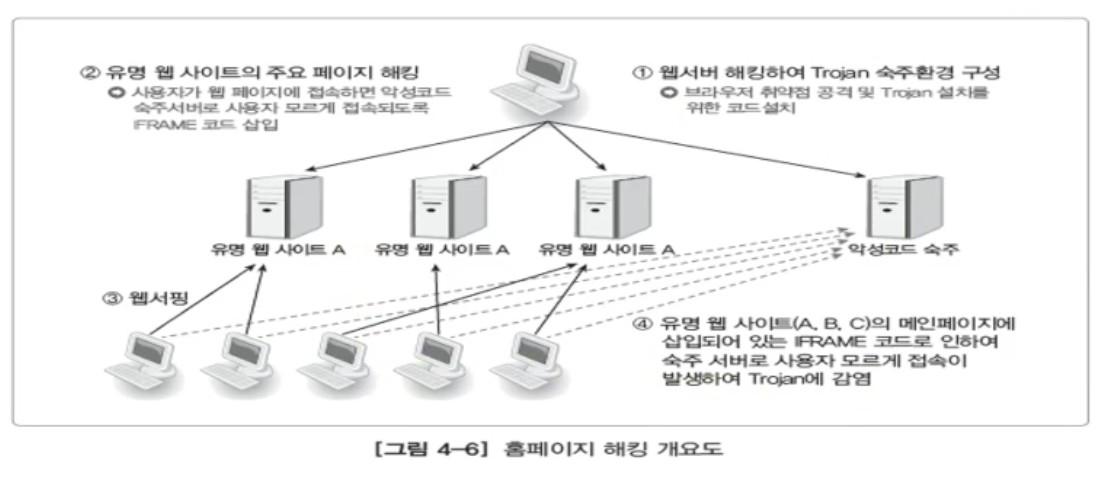 ② 유명 웹 사이트의 주요 페이지 해킹
사용자가 웹 페이지에 접속하면 악성코드
숙주서버로 사용자 모르게 접속되도록
IFRAME 코드 삽입
① 웹서버 해킹하여 Trojan 숙주환경 구성
브라우저 취약점 공격 및 Trojan 설치를
위한 코드설치
유명 웹 사이트 A
유명 웹 사이트 A
유명 웹 사이트 A
악성코드 숙주
③ 웹서핑
④ 유명 웹 사이트(A, B, C)의 메인페이지에
삽입되어 있는 IFRAME 코드로 인하여
숙주 서버로 사용자 모르게 접속이
발생하여 Trojan에 감염
[그림 4-6] 홈페이지 해킹 개요도